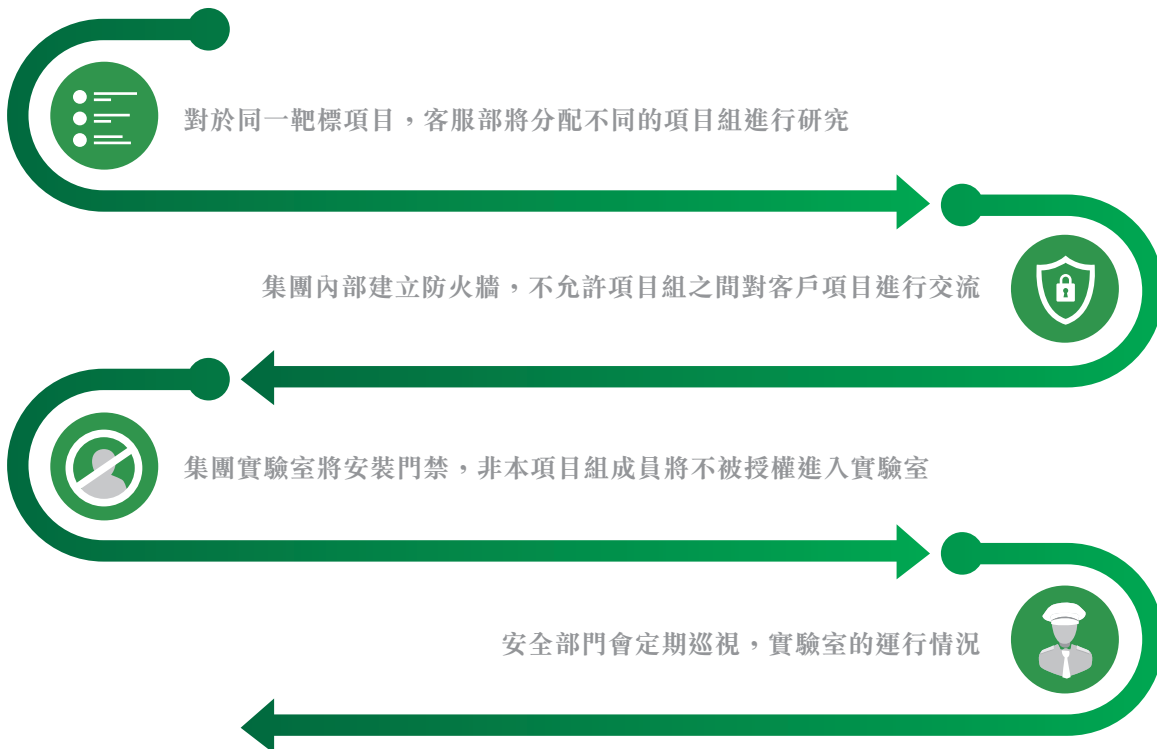 對於同一靶標項目，客服部將分配不同的項目組進行研究
集團內部建立防火牆，不允許項目組之間對客戶項目進行交流
集團實驗室將安裝門禁，非本項目組成員將不被授權進入實驗室
安全部門會定期巡視，實驗室的運行情況